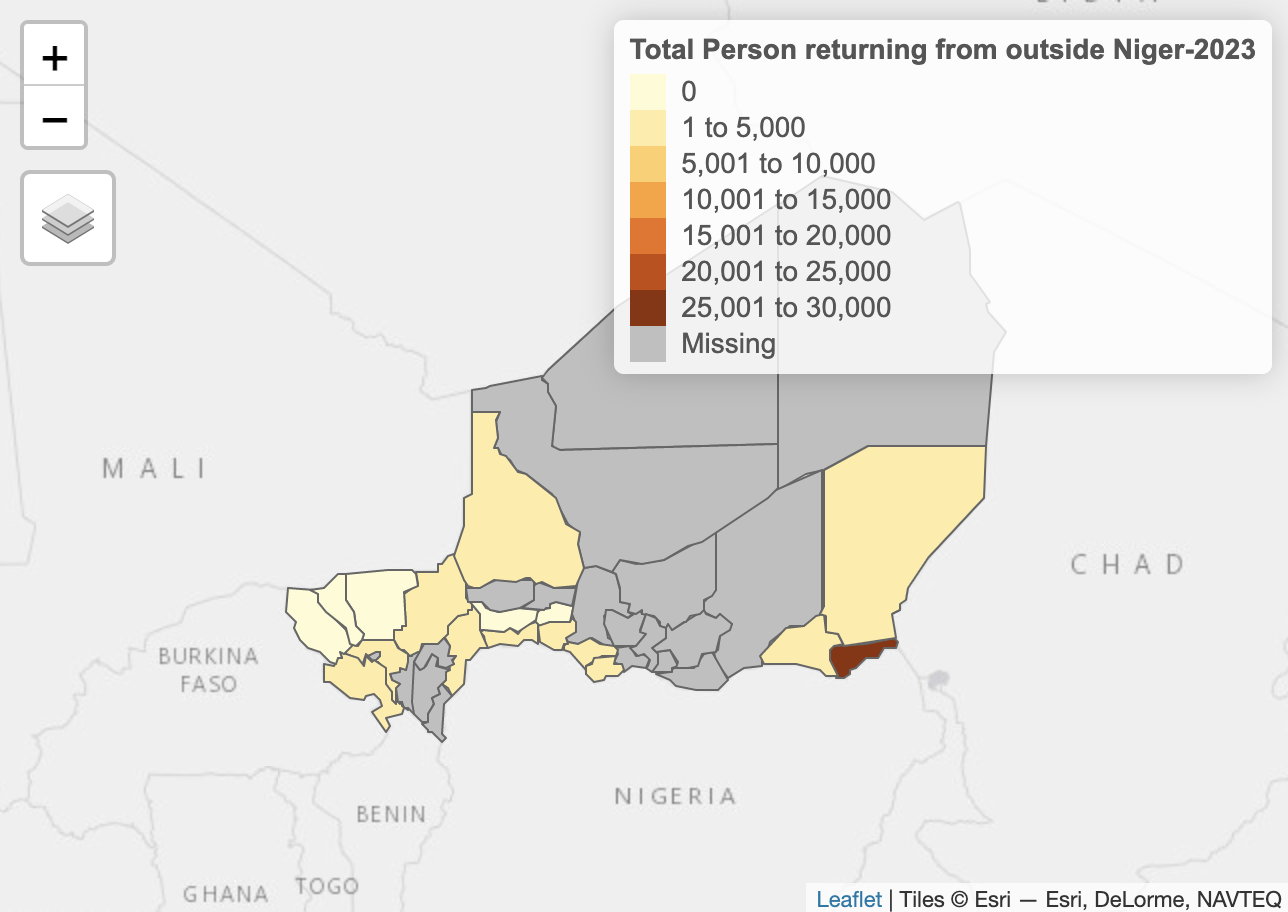 +
−
Total Person returning from outside Niger-2023
0
1 to 5,000
5,001 to 10,000
10,001 to 15,000
15,001 to 20,000
20,001 to 25,000
25,001 to 30,000
Missing
MALI
CHAD
BURKINA
FASO
NIGERIA
BENIN
GHANA
TOGO
Leaflet | Tiles © Esri — Esri, DeLorme, NAVTEQ